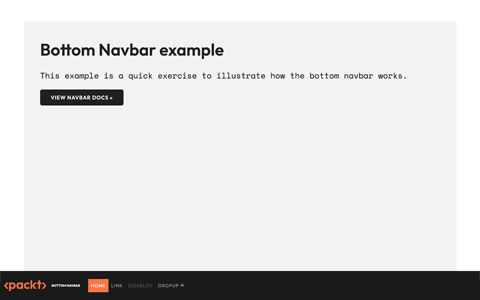 Bottom Navbar example
This example is a quick exercise to illustrate how the bottom navbar works.
VIEW NAVBAR DOCS »
<packt> BOTTOM NAVBAR HOME LINK DISABLED DROPUP